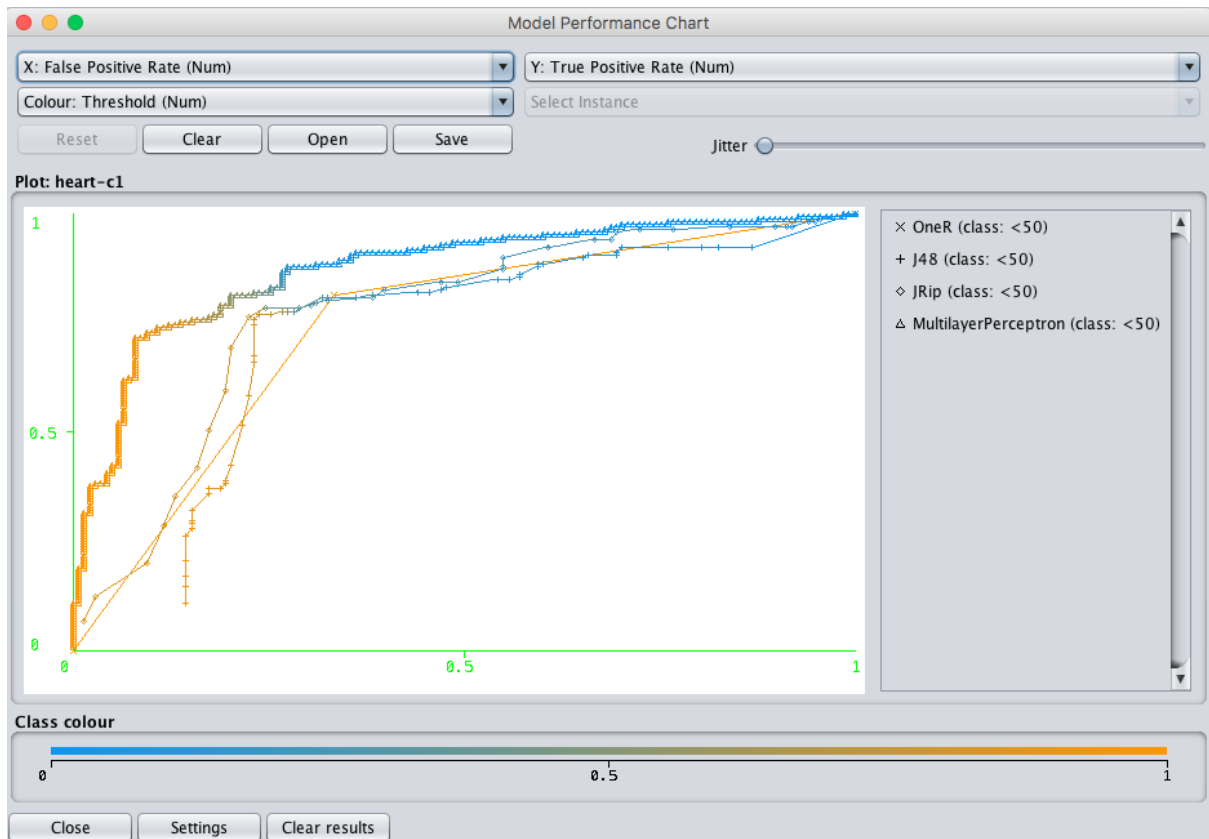 Model Performance Chart
X: False Positive Rate (Num)
Y: True Positive Rate (Num)
Colour: Threshold (Num)
Select Instance
Reset
Clear
Open
Save
Jitter
Plot: heart-c1
1
0.5
0
0
0.5
1
OneR (class: <50)
J48 (class: <50)
JRip (class: <50)
MultilayerPerceptron (class: <50)
Class colour
0
0.5
1
Close
Settings
Clear results